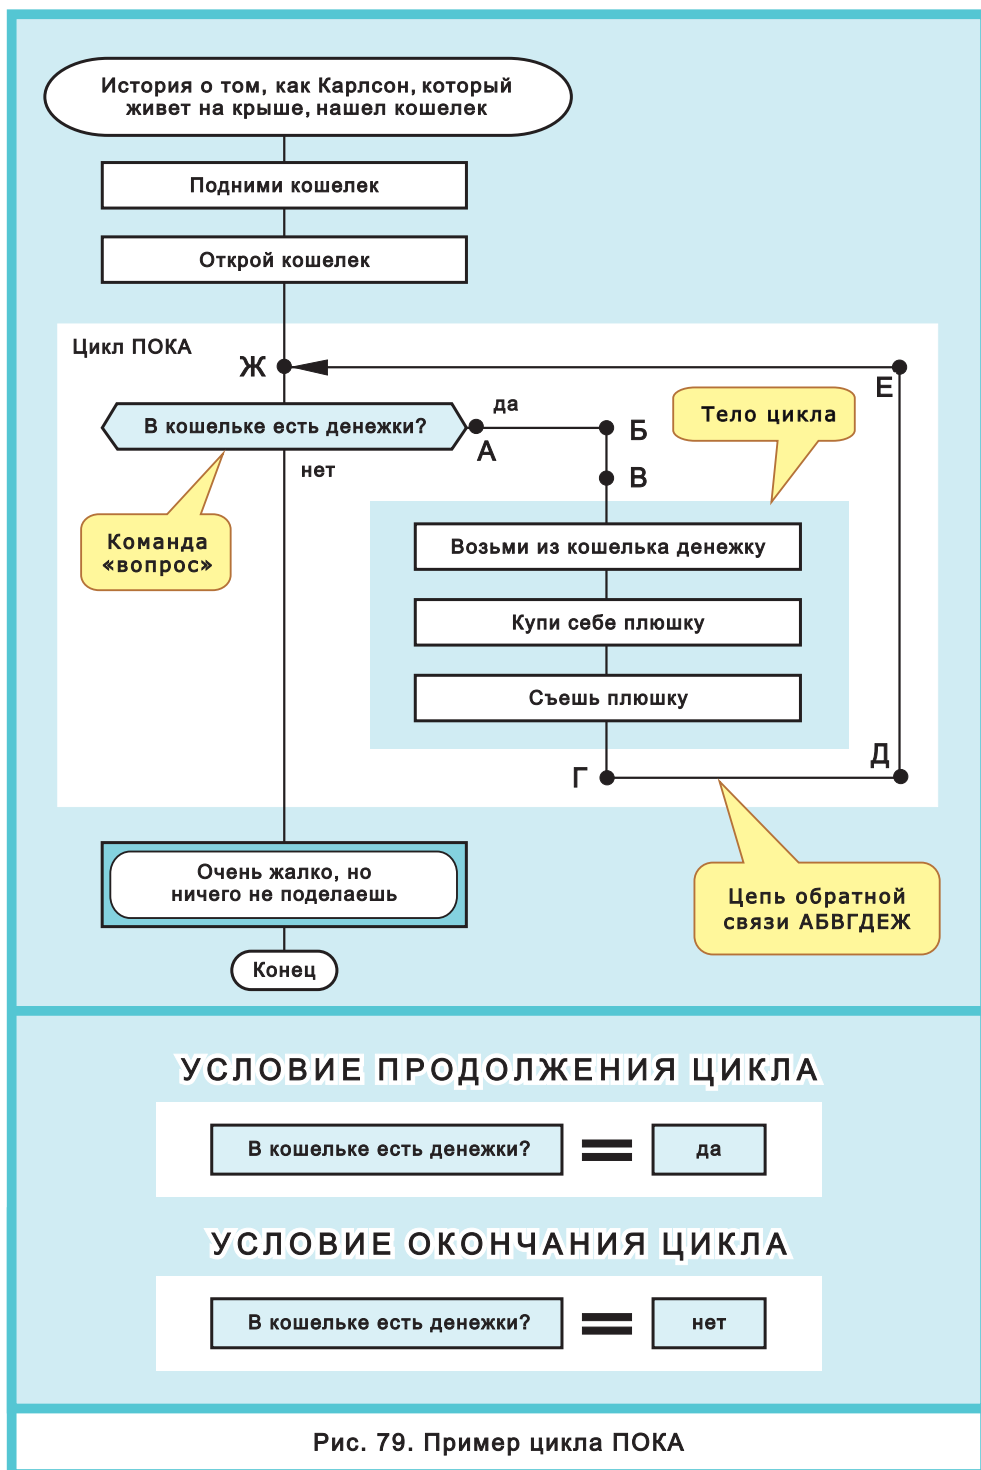 История о том, как Карлсон, который
живет на крыше, нашел кошелек
Подними кошелек
Открой кошелек
Цикл ПОКА
Ж
Е
В кошельке есть денежки?
да
А
Б
Тело цикла
нет
В
Команда
«вопрос»
Возьми из кошелька денежку
Купи себе плюшку
Съешь плюшку
Г
Д
Очень жалко, но
ничего не поделаешь
Цепь обратной
связи АБВГДЕЖ
Конец
УСЛОВИЕ ПРОДОЛЖЕНИЯ ЦИКЛА
В кошельке есть денежки? = да
УСЛОВИЕ ОКОНЧАНИЯ ЦИКЛА
В кошельке есть денежки? = нет
Рис. 79. Пример цикла ПОКА